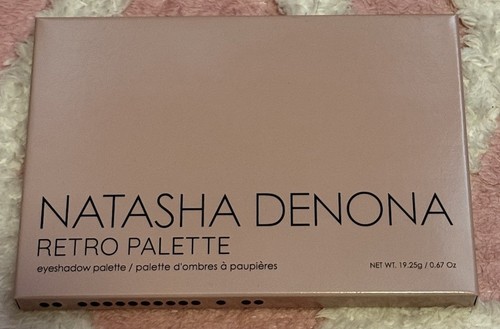 NATASHA DENONA
RETRO PALETTE
eyeshadow palette / palette d'ombres à paupières
NET WT. 19.25g / 0.67 Oz